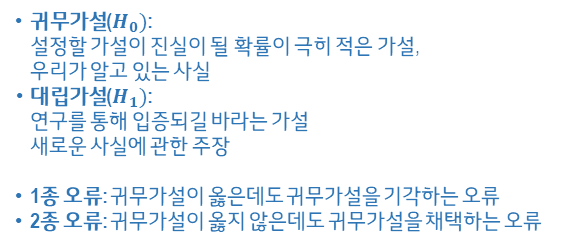 • 귀무가설(H₀):
설정할 가설이 진실이 될 확률이 극히 적은 가설,
우리가 알고 있는 사실
• 대립가설(H₁):
연구를 통해 입증되길 바라는 가설
새로운 사실에 관한 주장
• 1종 오류: 귀무가설이 옳은데도 귀무가설을 기각하는 오류
• 2종 오류: 귀무가설이 옳지 않은데도 귀무가설을 채택하는 오류